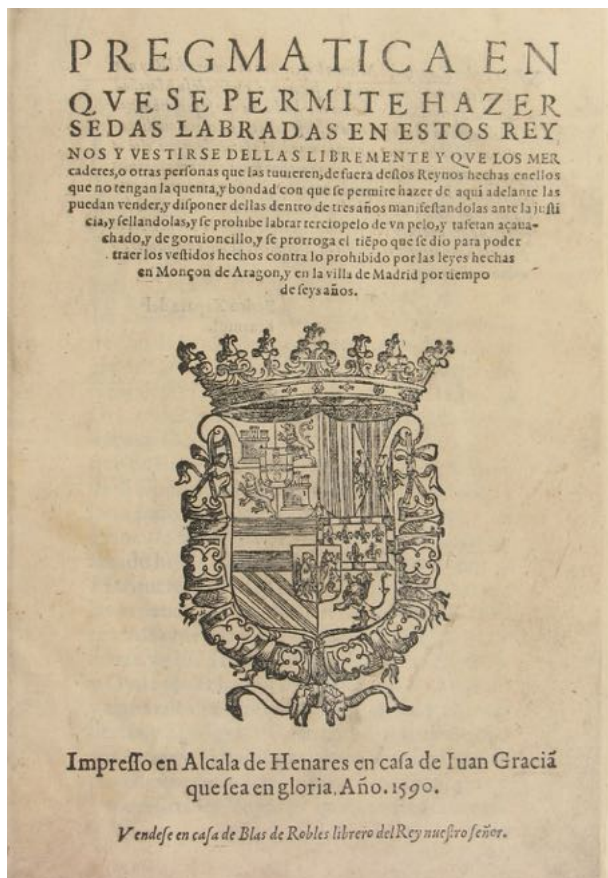 PREGMATICA EN
QVE SE PERMITE HAZER
SEDAS LABRADAS EN ESTOS REY
NOS Y VESTIRSE DELLAS LIBREMENTE Y QVE LOS MER
caderes, o otras perſonas que las tuuieren, de fuera deſtos Reynos hechas enellos
que no tengan la quenta, y bondad con que ſe permite hazer de aqui adelante las
puedan vender, y diſponer dellas dentro de tres años manifeſtandolas ante la juſti
cia, y ſellandolas, y ſe prohibe labrar terciopelo de vn pelo, y tafetan açaua-
chado, y de goruioncillo, y ſe prorroga el tiẽpo que ſe dio para poder
traer los veſtidos hechos contra lo prohibido por las leyes hechas
en Monçon de Aragon, y en la villa de Madrid por tiempo
de ſeys años.
Impreſſo en Alcala de Henares en caſa de Iuan Graciã
que ſea en gloria. Año. 1590.
Vendeſe en caſa de Blas de Robles librero del Rey nueſtro ſeñor.